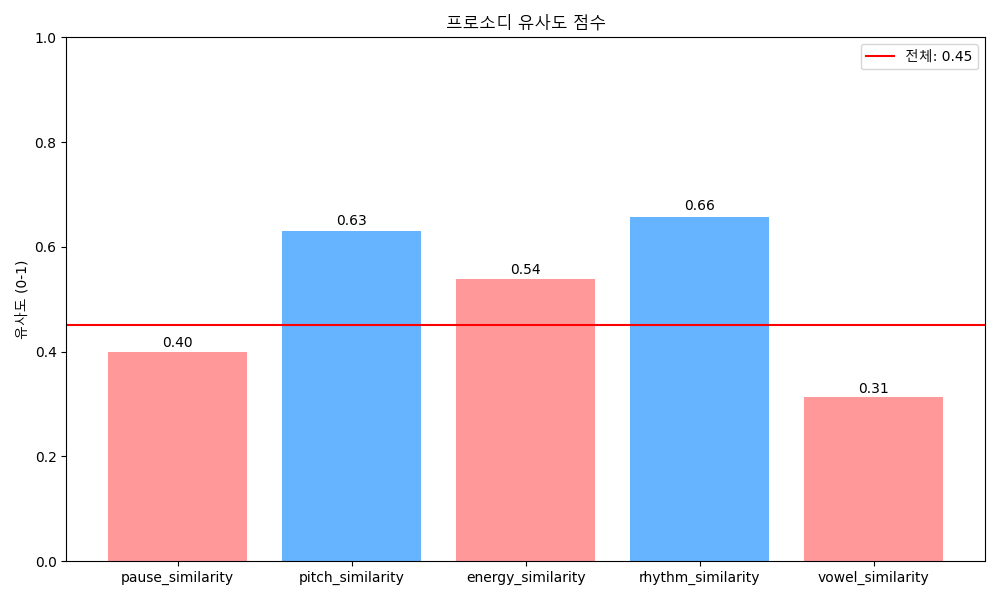 프로소디 유사도 점수
전체: 0.45
유사도 (0-1)
1.0
0.8
0.6
0.4
0.2
0.0
0.40
0.63
0.54
0.66
0.31
pause_similarity
pitch_similarity
energy_similarity
rhythm_similarity
vowel_similarity